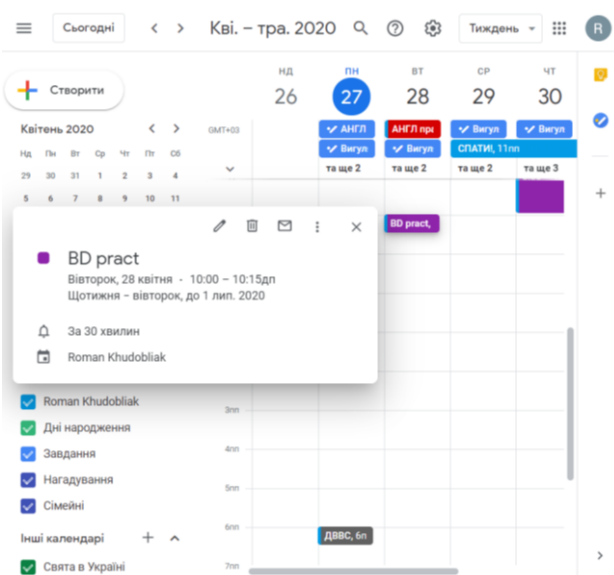 Сьогодні
Кві. – тра. 2020
Тиждень
R
Створити
Квітень 2020
Нд Пн Вт Ср Чт Пт Сб
29 30 31 1 2 3 4
5 6 7 8 9 10 11
НД ПН ВТ СР ЧТ
26 27 28 29 30
GMT+03
АНГЛ АНГЛ пра Вигул Вигул
Вигул Вигул СПАТИ!, 11пп
та ще 2 та ще 2 та ще 2 та ще 3
BD pract,
BD pract
Вівторок, 28 квітня - 10:00 – 10:15дп
Щотижня – вівторок, до 1 лип. 2020
За 30 хвилин
Roman Khudobliak
Roman Khudobliak
Дні народження
Завдання
Нагадування
Сімейні
Інші календарі
Свята в Україні
3пп
4пп
5пп
6пп
ДВВС, 6п
7пп